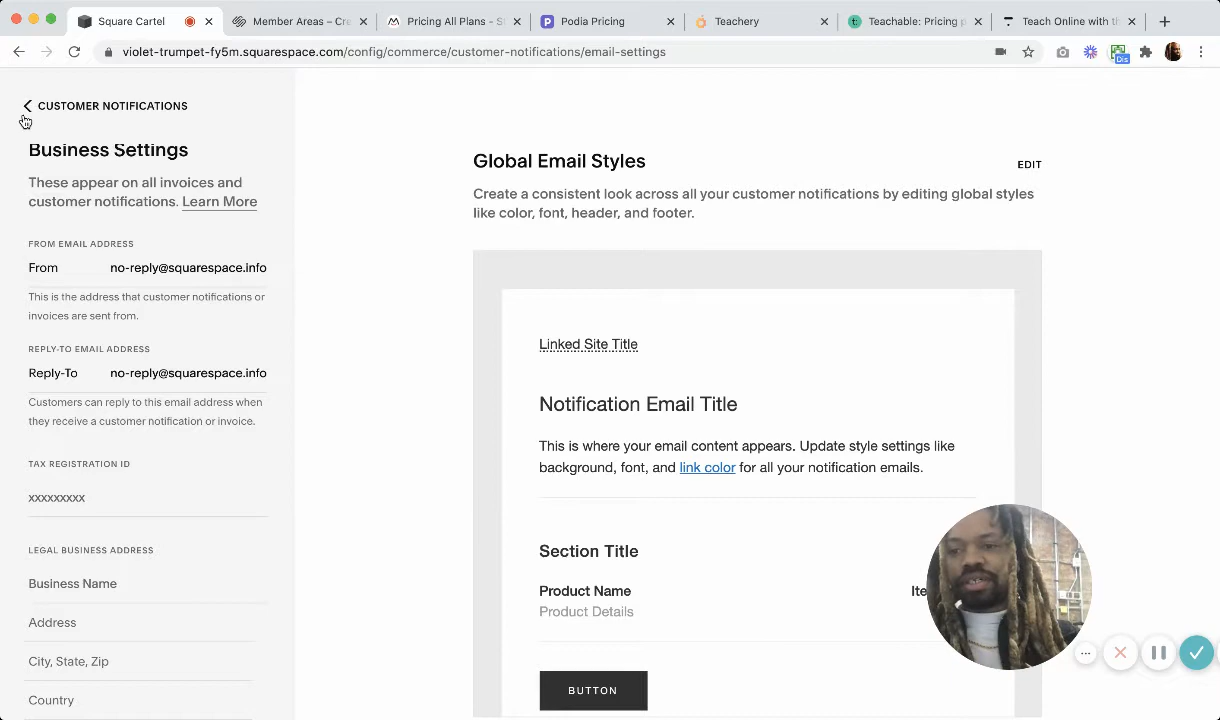 Square Cartel
Member Areas – Cre
Pricing All Plans – S
Podia Pricing
Teachery
Teachable: Pricing p
Teach Online with t
violet-trumpet-fy5m.squarespace.com/config/commerce/customer-notifications/email-settings
Dis
CUSTOMER NOTIFICATIONS
Business Settings
These appear on all invoices and
customer notifications. Learn More
FROM EMAIL ADDRESS
From no-reply@squarespace.info
This is the address that customer notifications or
invoices are sent from.
REPLY-TO EMAIL ADDRESS
Reply-To no-reply@squarespace.info
Customers can reply to this email address when
they receive a customer notification or invoice.
TAX REGISTRATION ID
xxxxxxxxx
LEGAL BUSINESS ADDRESS
Business Name
Address
City, State, Zip
Country
Global Email Styles
EDIT
Create a consistent look across all your customer notifications by editing global styles
like color, font, header, and footer.
Linked Site Title
Notification Email Title
This is where your email content appears. Update style settings like
background, font, and link color for all your notification emails.
Section Title
Product Name Ite
Product Details
BUTTON